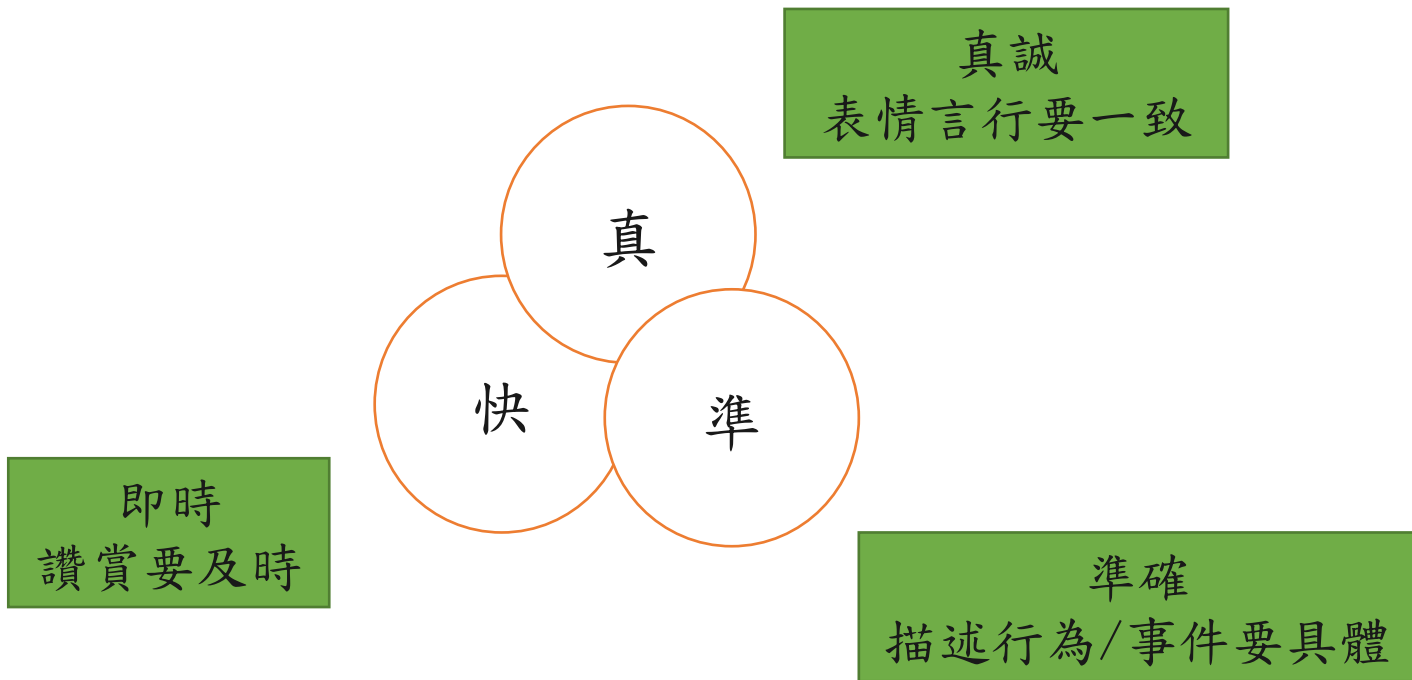 真誠
表情言行要一致
真
快
準
即時
讚賞要及時
準確
描述行為/事件要具體